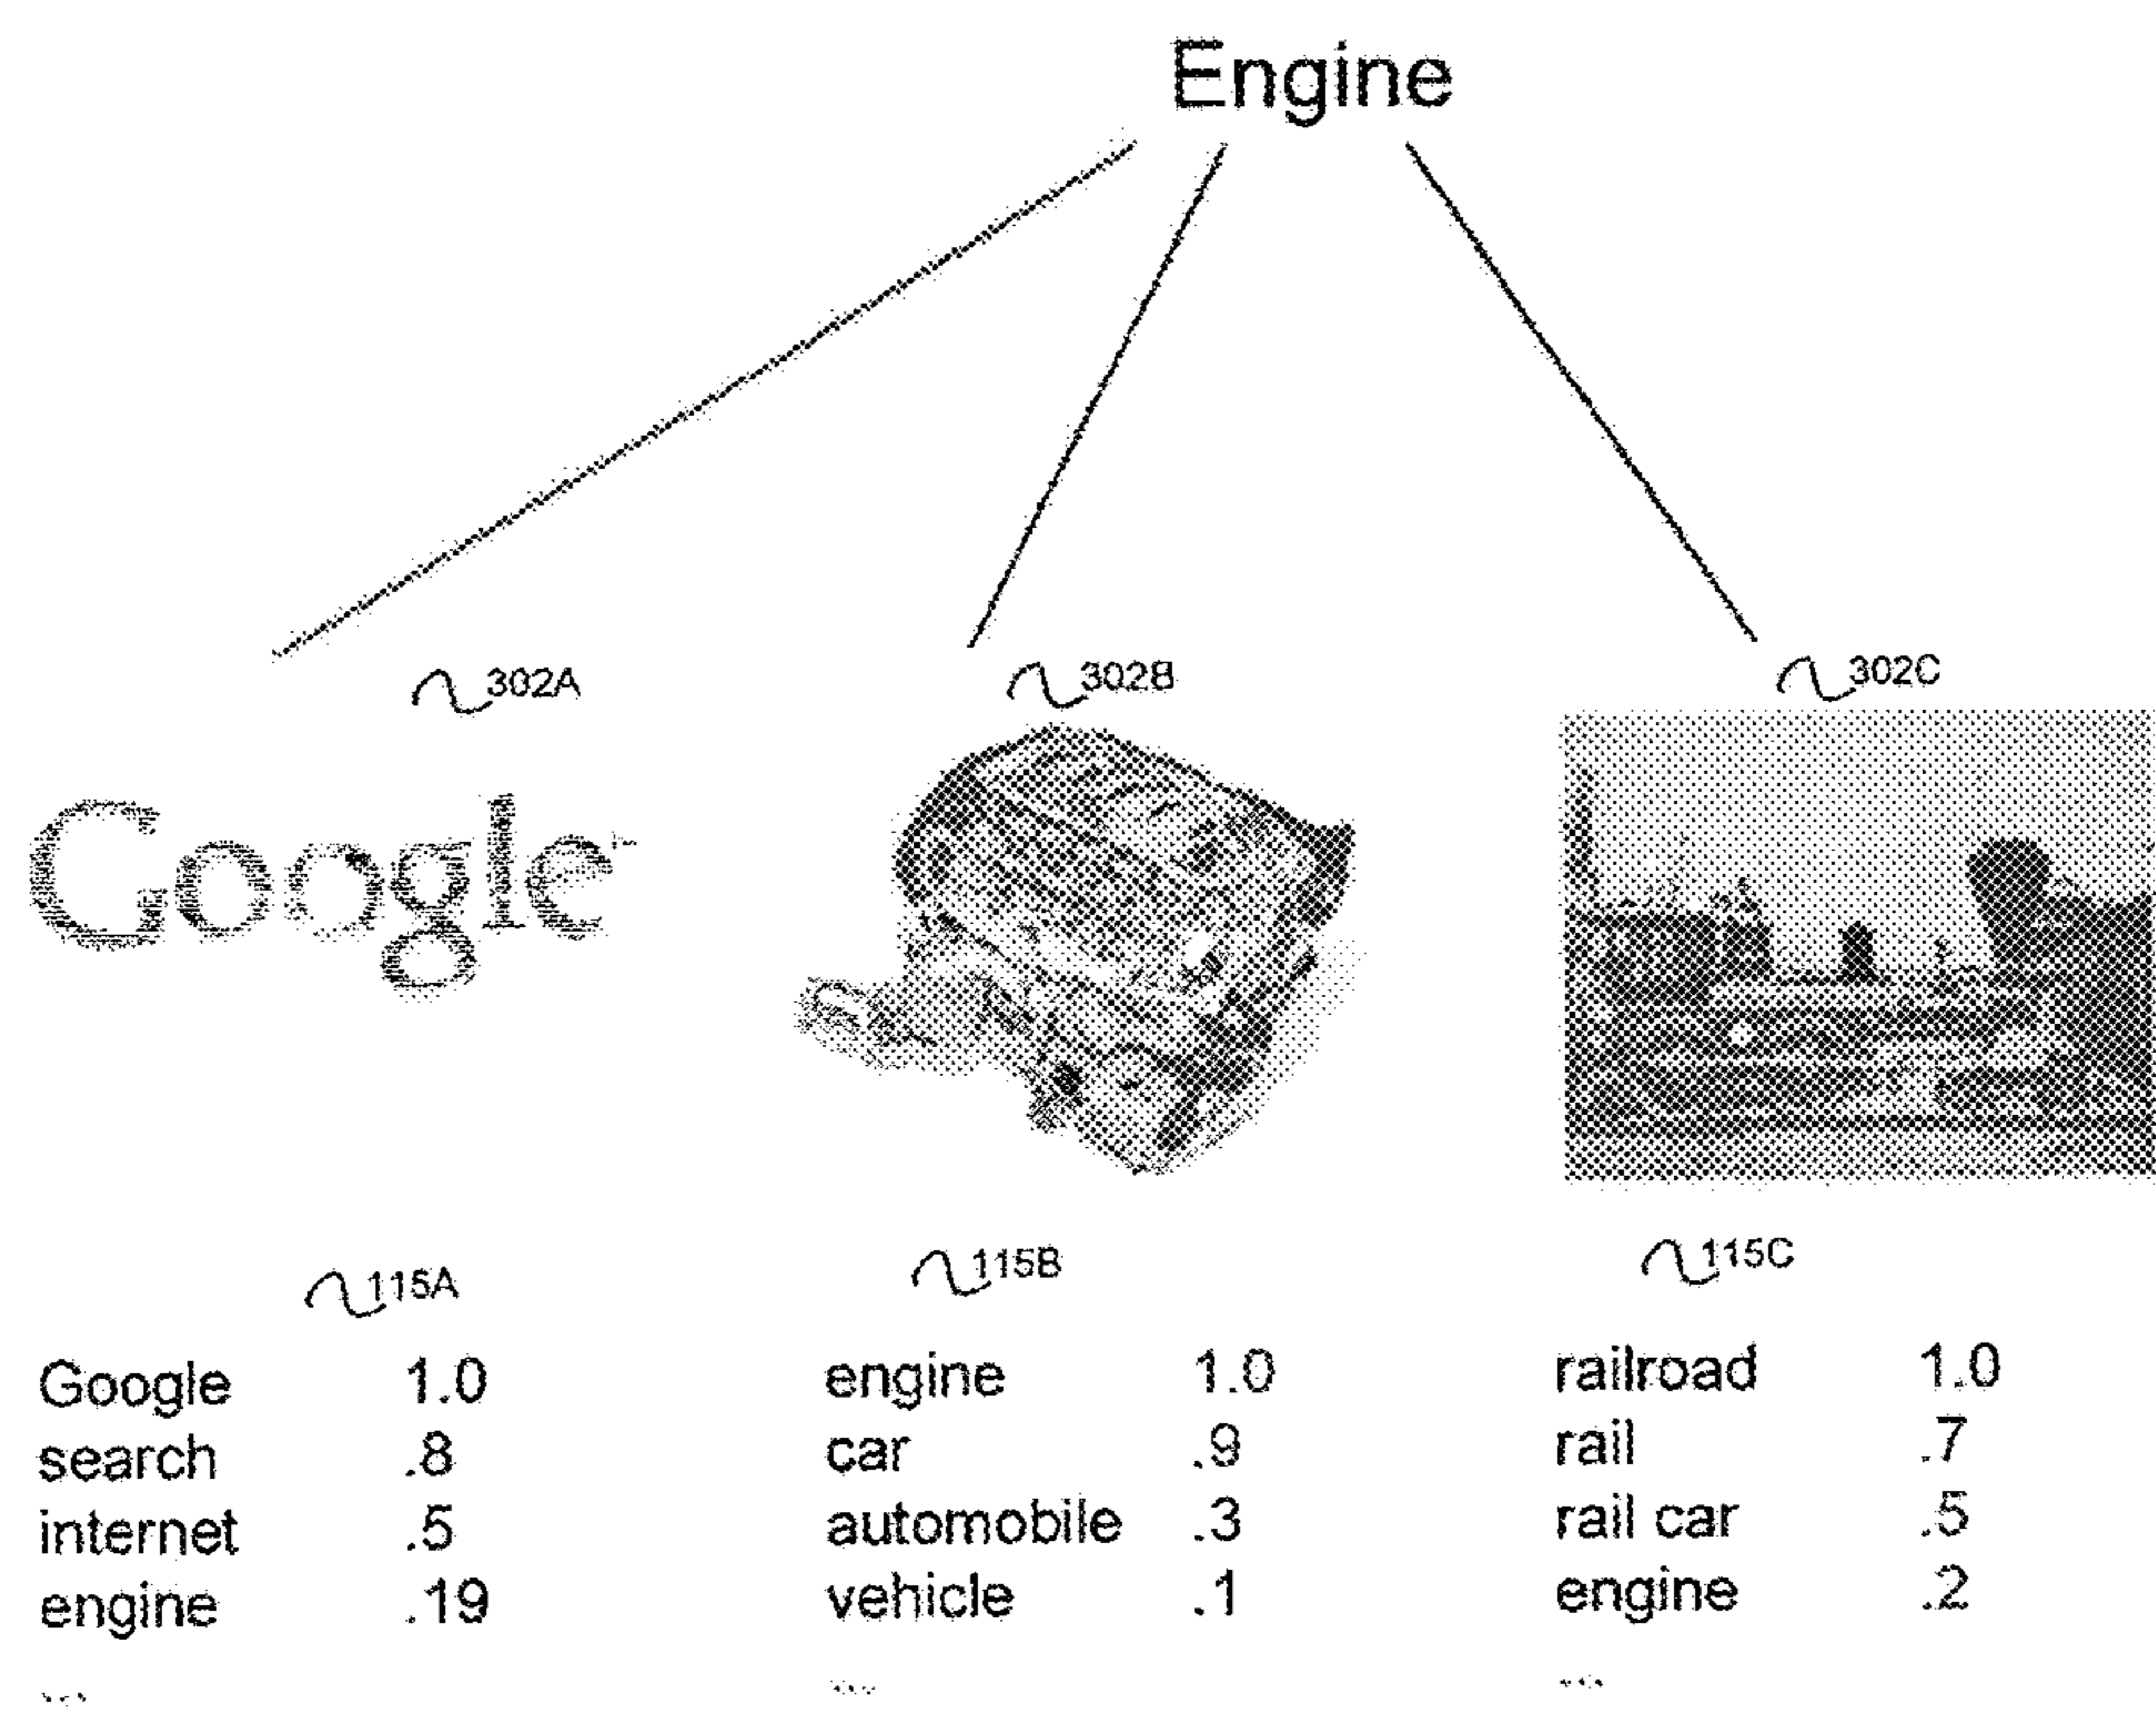 Engine
302A
302B
302C
Google
115A
115B
115C
Google 1.0
search .8
internet .5
engine .19
...
engine 1.0
car .9
automobile .3
vehicle .1
...
railroad 1.0
rail .7
rail car .5
engine .2
...